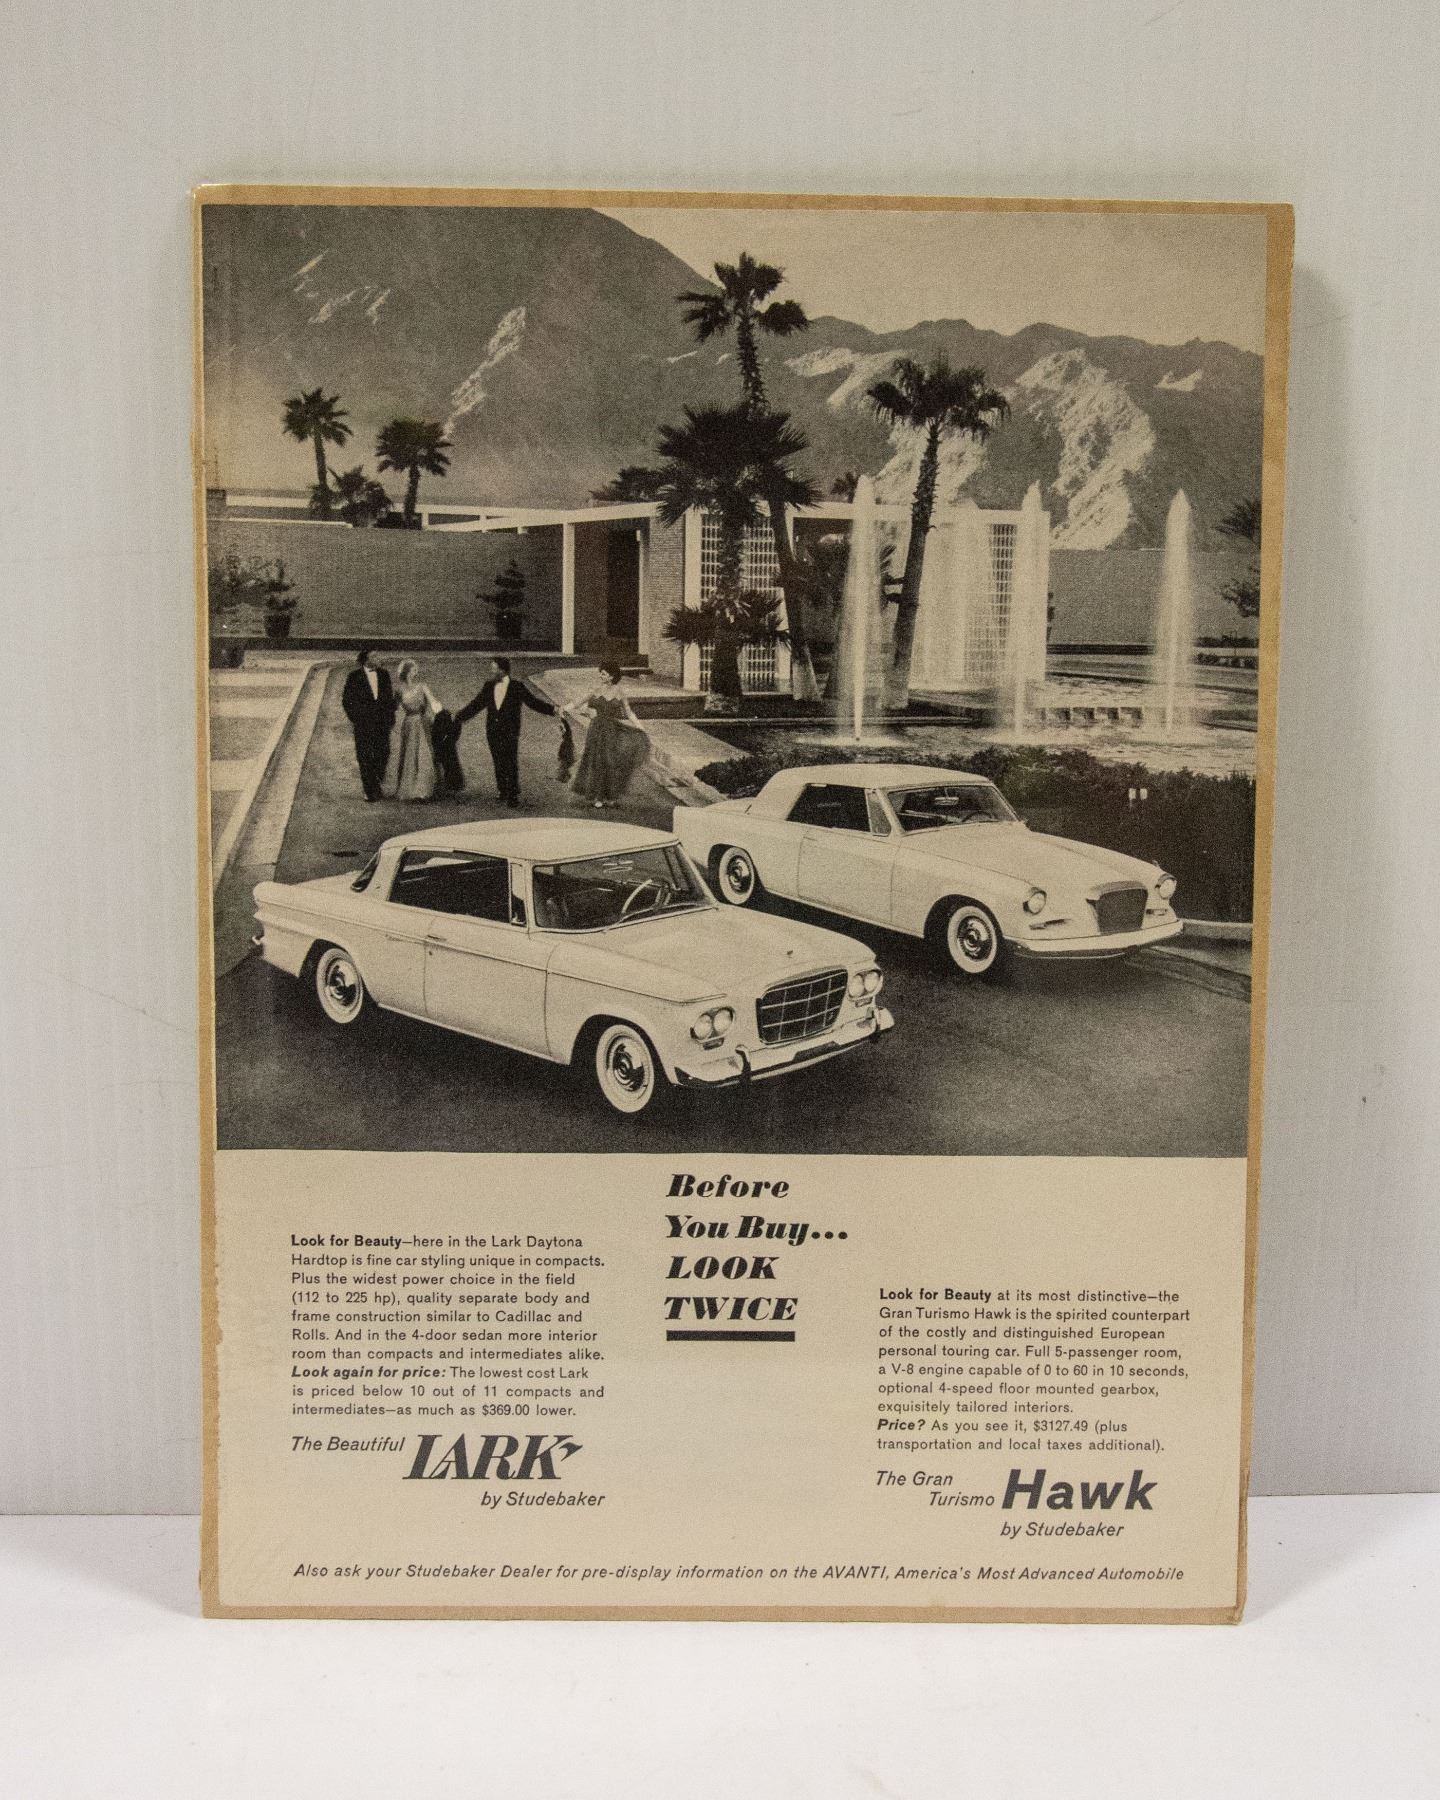 Before
You Buy...
LOOK
TWICE
Look for Beauty—here in the Lark Daytona
Hardtop is fine car styling unique in compacts.
Plus the widest power choice in the field
(112 to 225 hp), quality separate body and
frame construction similar to Cadillac and
Rolls. And in the 4-door sedan more interior
room than compacts and intermediates alike.
Look again for price: The lowest cost Lark
is priced below 10 out of 11 compacts and
intermediates—as much as $369.00 lower.
The Beautiful LARK
by Studebaker
Look for Beauty at its most distinctive—the
Gran Turismo Hawk is the spirited counterpart
of the costly and distinguished European
personal touring car. Full 5-passenger room,
a V-8 engine capable of 0 to 60 in 10 seconds,
optional 4-speed floor mounted gearbox,
exquisitely tailored interiors.
Price? As you see it, $3127.49 (plus
transportation and local taxes additional).
The Gran
Turismo Hawk
by Studebaker
Also ask your Studebaker Dealer for pre-display information on the AVANTI, America's Most Advanced Automobile